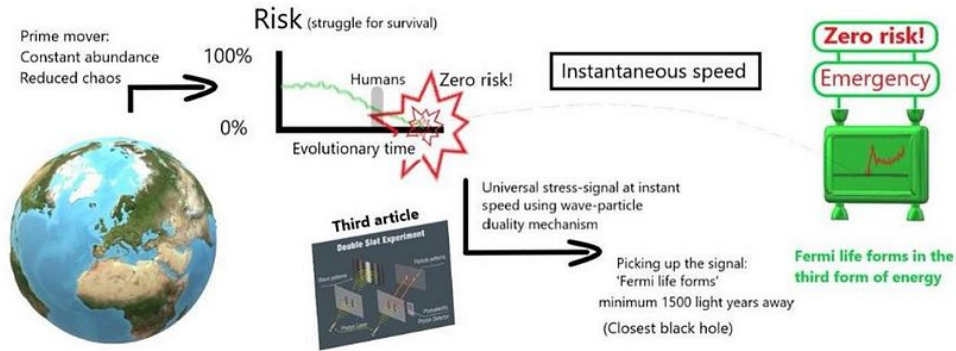 Prime mover:
Constant abundance
Reduced chaos
Risk (struggle for survival)
100%
0%
Humans
Zero risk!
Evolutionary time
Instantaneous speed
Zero risk!
Emergency
Universal stress-signal at instant
speed using wave-particle
duality mechanism
Third article
Double Slot Experiment
Particle patterns
Picking up the signal:
'Fermi life forms'
minimum 1500 light years away
(Closest black hole)
Fermi life forms in the
third form of energy